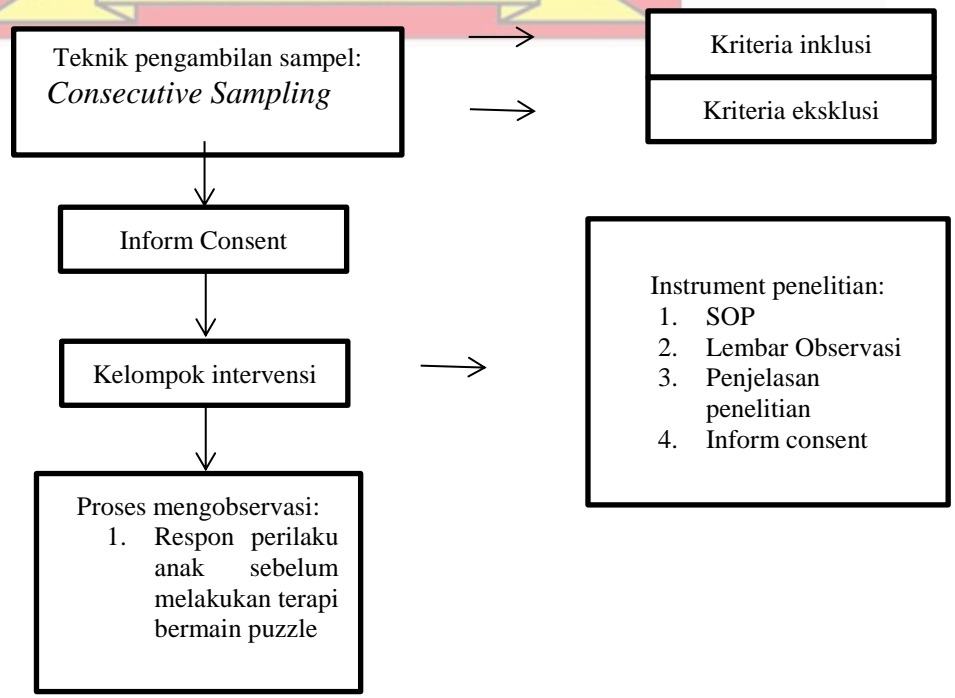 Teknik pengambilan sampel:
Consecutive Sampling
Kriteria inklusi
Kriteria eksklusi
Inform Consent
Kelompok intervensi
Instrument penelitian:
1. SOP
2. Lembar Observasi
3. Penjelasan
penelitian
4. Inform consent
Proses mengobservasi:
1. Respon perilaku
anak sebelum
melakukan terapi
bermain puzzle